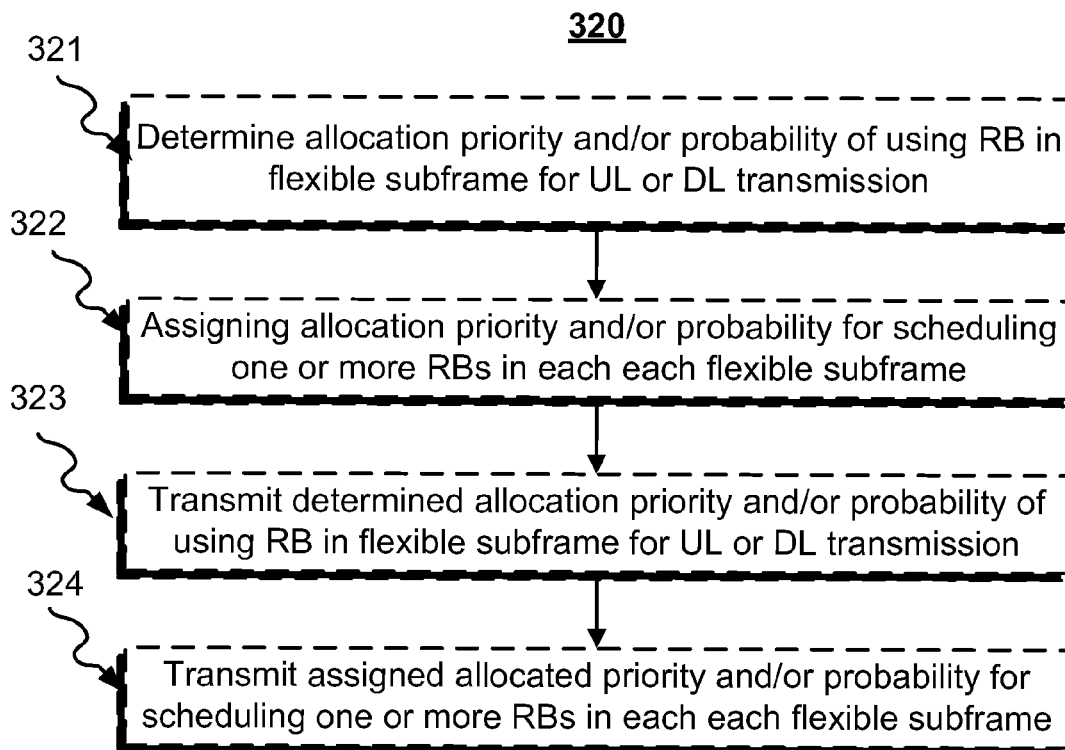 320
321
Determine allocation priority and/or probability of using RB in
flexible subframe for UL or DL transmission
322
Assigning allocation priority and/or probability for scheduling
one or more RBs in each each flexible subframe
323
Transmit determined allocation priority and/or probability of
using RB in flexible subframe for UL or DL transmission
324
Transmit assigned allocated priority and/or probability for
scheduling one or more RBs in each each flexible subframe